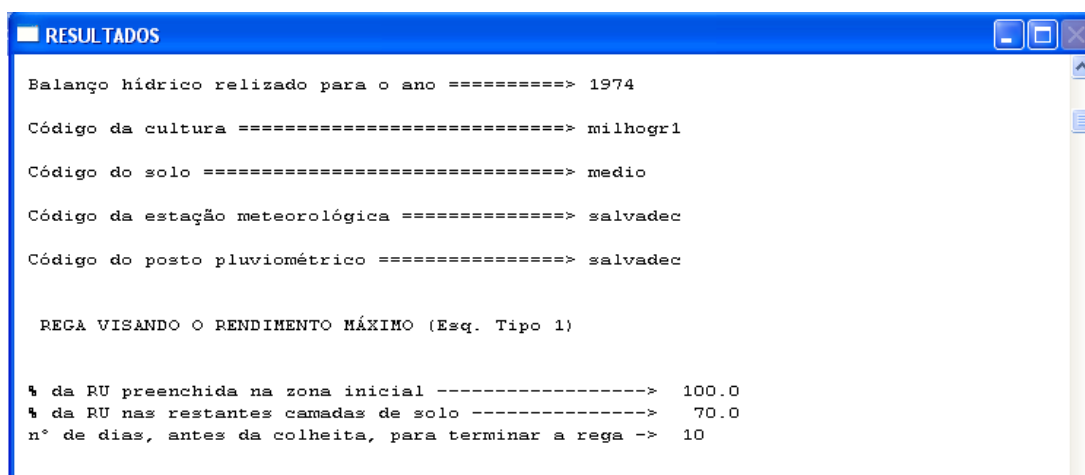 RESULTADOS
Balanço hídrico relizado para o ano ==========> 1974
Código da cultura ============================> milhogr1
Código do solo ===============================> medio
Código da estação meteorológica ==============> salvadec
Código do posto pluviométrico ================> salvadec
REGA VISANDO O RENDIMENTO MÁXIMO (Esq. Tipo 1)
% da RU preenchida na zona inicial ------------------> 100.0
% da RU nas restantes camadas de solo ---------------> 70.0
n° de dias, antes da colheita, para terminar a rega -> 10